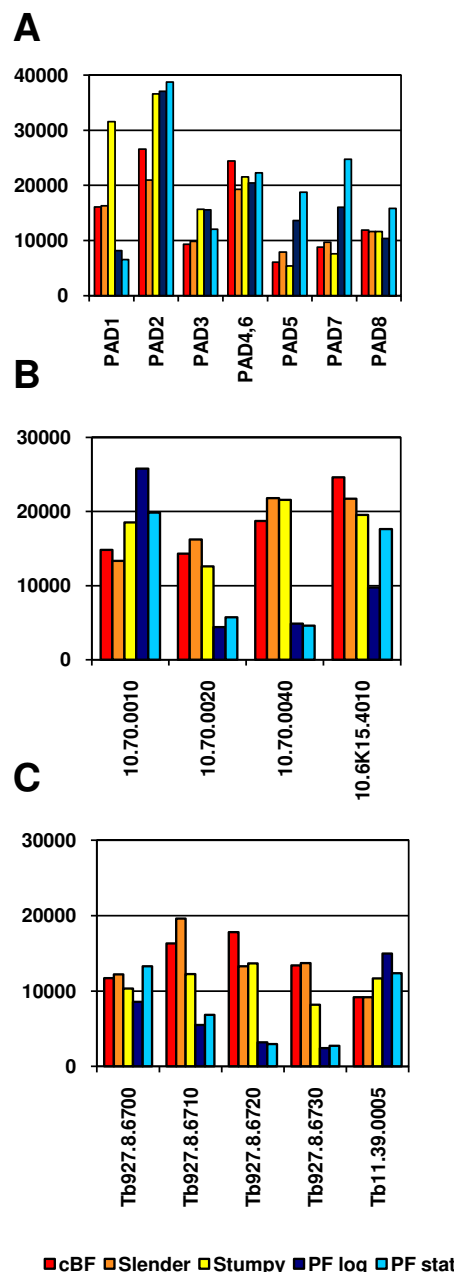 A
40000
30000
20000
10000
0
PAD1
PAD2
PAD3
PAD4,6
PAD5
PAD7
PAD8
B
30000
20000
10000
0
10.70.0010
10.70.0020
10.70.0040
10.6K15.4010
C
30000
20000
10000
0
Tb927.8.6700
Tb927.8.6710
Tb927.8.6720
Tb927.8.6730
Tb11.39.0005
cBF Slender Stumpy PF log PF stat